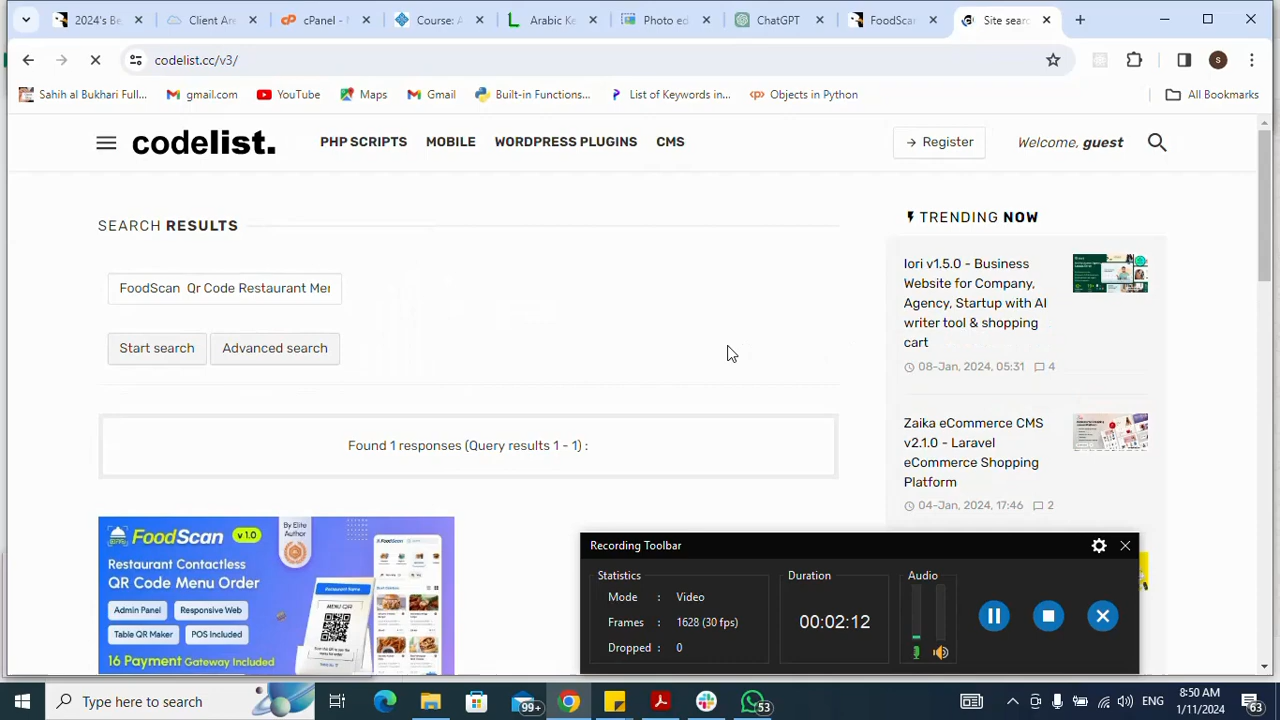 2024's Be
Client Are
cPanel -
Course: A
Arabic Ke
Photo ed
ChatGPT
FoodScan
Site sear
codelist.cc/v3/
Sahih al Bukhari Full...
gmail.com
YouTube
Maps
Gmail
Built-in Functions...
List of Keywords in...
Objects in Python
All Bookmarks
codelist.
PHP SCRIPTS
MOBILE
WORDPRESS PLUGINS
CMS
→ Register
Welcome, guest
SEARCH RESULTS
FoodScan Qr Code Restaurant Mer
Start search
Advanced search
Found 1 responses (Query results 1 - 1) :
FoodScan v 1.0
By Elite
Author
Restaurant Contactless
QR Code Menu Order
Admin Panel
Responsive Web
Table QR Maker
POS Included
16 Payment Gateway Included
MENU QR
FoodScan
TRENDING NOW
Iori v1.5.0 - Business
Website for Company,
Agency, Startup with AI
writer tool & shopping
cart
08-Jan, 2024, 05:31 4
Zaika eCommerce CMS
v2.1.0 - Laravel
eCommerce Shopping
Platform
04-Jan, 2024, 17:46 2
Recording Toolbar
Statistics
Mode : Video
Frames : 1628 (30 fps)
Dropped : 0
Duration
00:02:12
Audio
Type here to search
99+
53
ENG
8:50 AM
1/11/2024
63